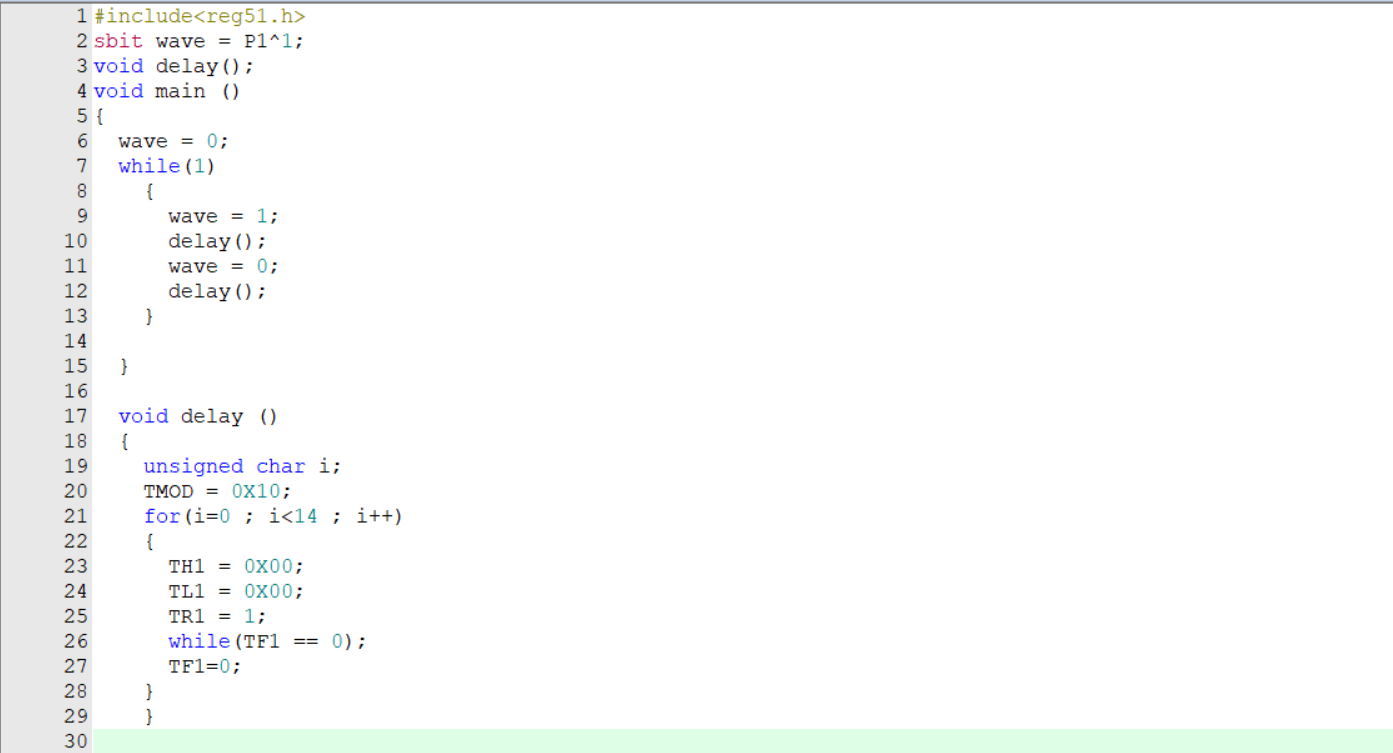 1 #include<reg51.h>
2 sbit wave = P1^1;
3 void delay();
4 void main ()
5 {
6   wave = 0;
7   while(1)
8     {
9       wave = 1;
10       delay();
11       wave = 0;
12       delay();
13     }
14
15   }
16
17   void delay ()
18   {
19     unsigned char i;
20     TMOD = 0X10;
21     for(i=0 ; i<14 ; i++)
22     {
23       TH1 = 0X00;
24       TL1 = 0X00;
25       TR1 = 1;
26       while(TF1 == 0);
27       TF1=0;
28     }
29     }
30